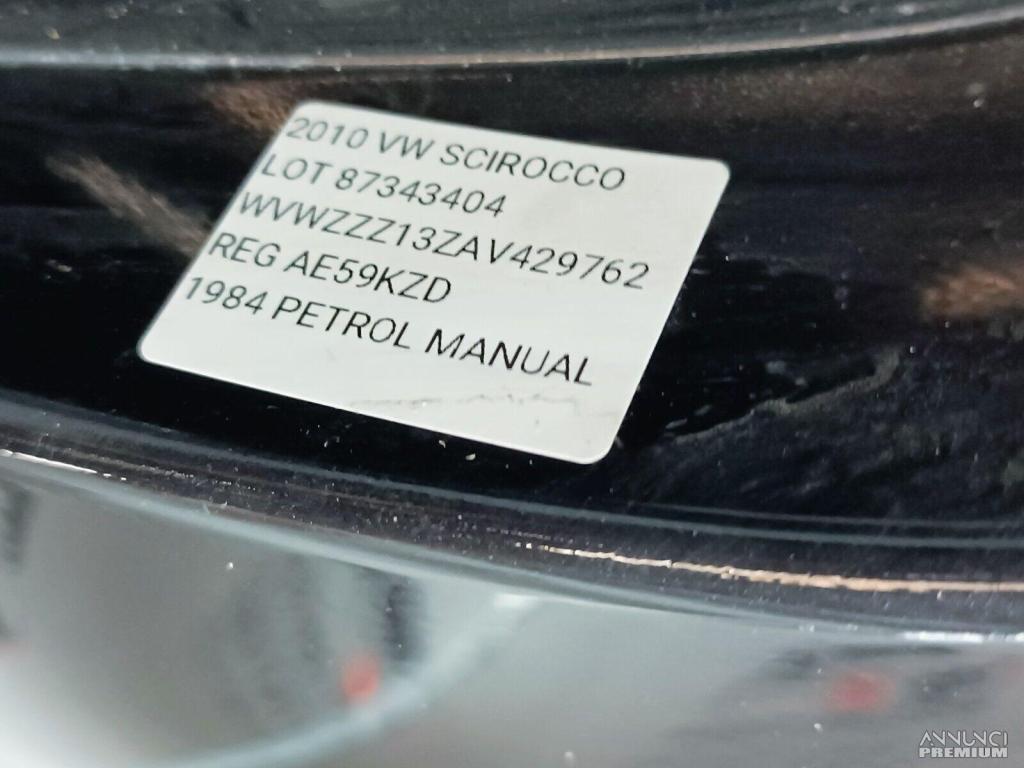 2010 VW SCIROCCO
LOT 87343404
WVWZZZ13ZAV429762
REG AE59KZD
1984 PETROL MANUAL
ANNUNCI
PREMIUM